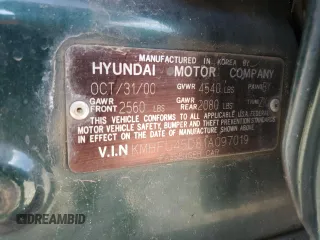 MANUFACTURED IN KOREA BY
HYUNDAI MOTOR COMPANY
OCT/31/00 GVWR 4540 LBS
GAWR FRONT 2560 LBS GAWR REAR 2080 LBS
THIS VEHICLE CONFORMS TO ALL APPLICABLE FEDERAL
MOTOR VEHICLE SAFETY, BUMPER, AND
THEFT PREVENTION STANDARDS
IN EFFECT ON THE DATE OF MANUFACTURE SHOWN ABOVE
V.I.N
CAR
DREAMBID